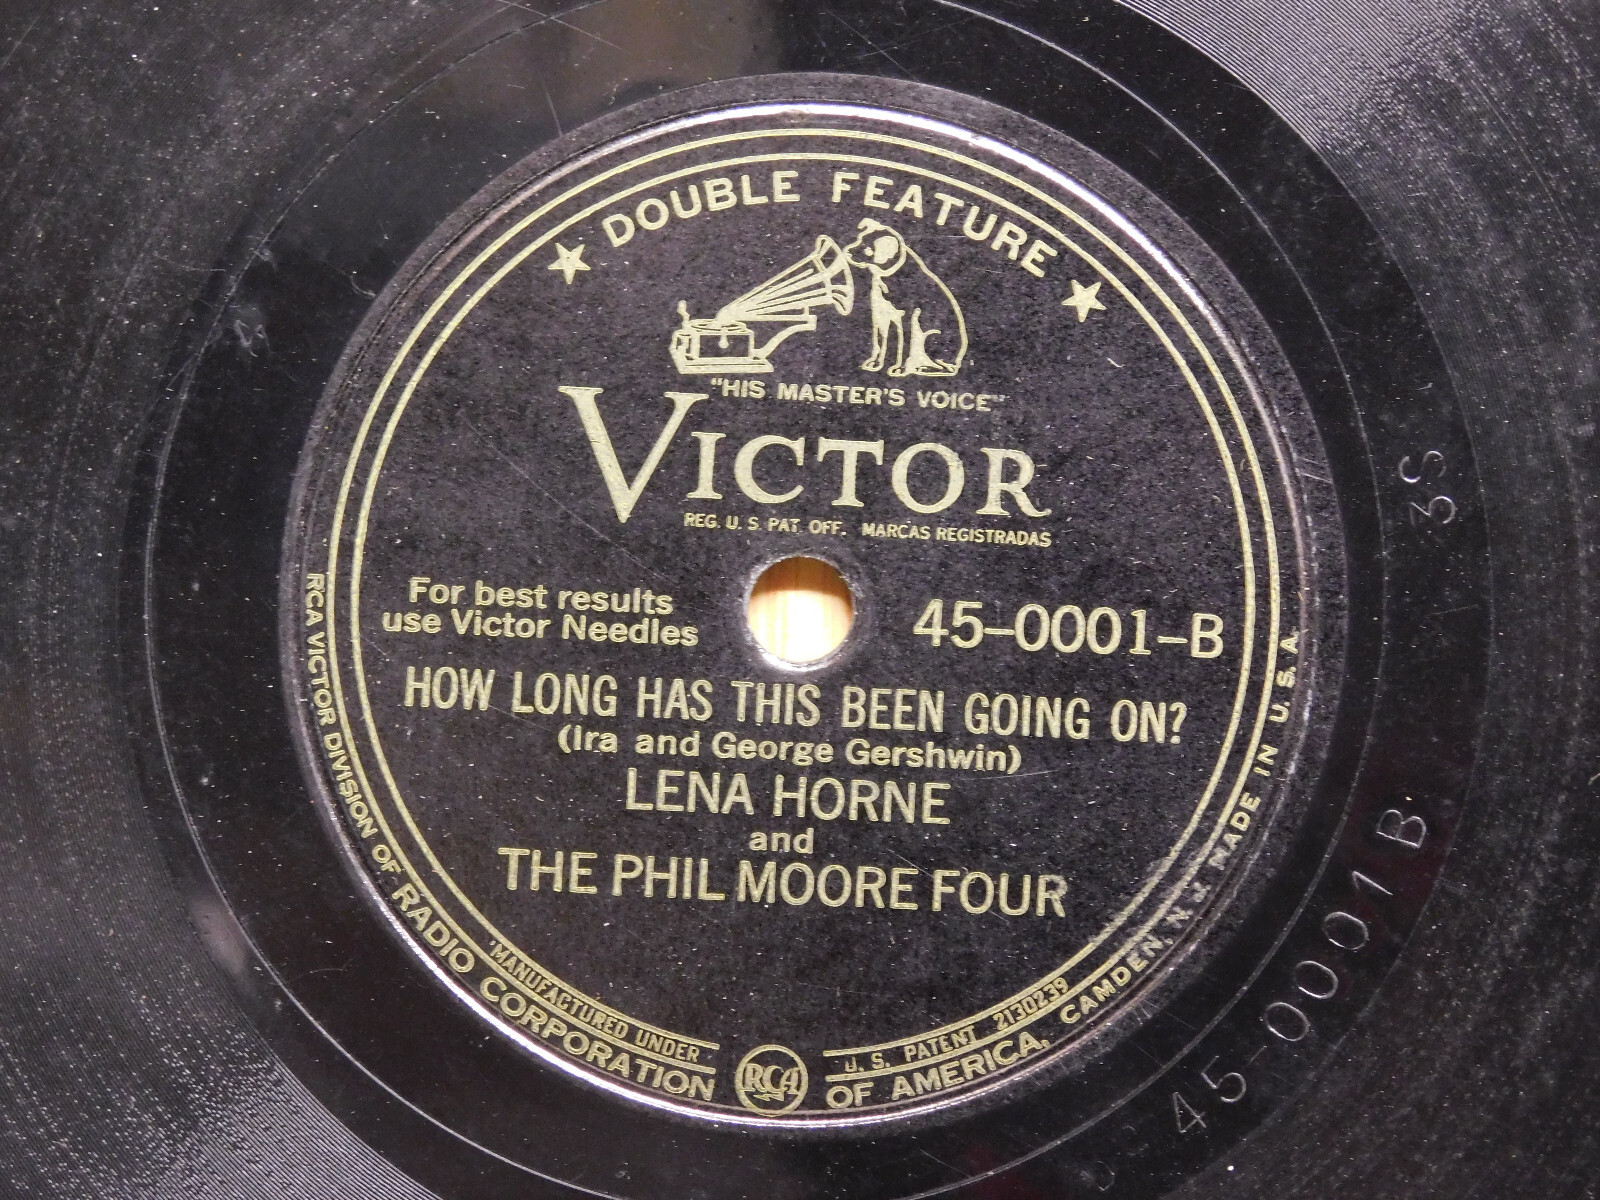 DOUBLE FEATURE
"HIS MASTER'S VOICE"
VICTOR
REG. U. S. PAT. OFF. MARCAS REGISTRADAS
For best results
use Victor Needles
45-0001-B
HOW LONG HAS THIS BEEN GOING ON?
(Ira and George Gershwin)
LENA HORNE
and
THE PHIL MOORE FOUR
MANUFACTURED UNDER
U. S. PATENT 2130239
RCA VICTOR DIVISION OF RADIO CORPORATION
RCA
OF AMERICA, CAMDEN, N. J. MADE IN U. S. A.
45-0001B
3S